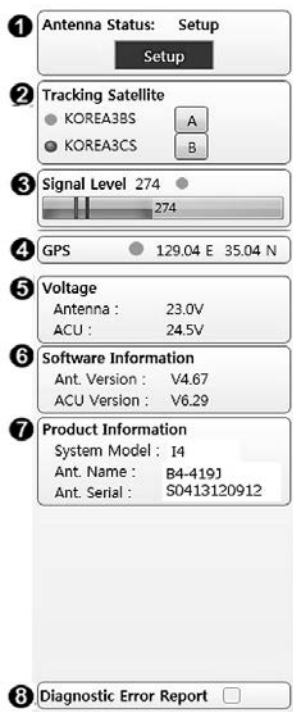 1 Antenna Status: Setup
Setup
2 Tracking Satellite
KOREA3BS A
KOREA3CS B
3 Signal Level 274
274
4 GPS 129.04 E 35.04 N
5 Voltage
Antenna : 23.0V
ACU : 24.5V
6 Software Information
Ant. Version : V4.67
ACU Version : V6.29
7 Product Information
System Model : I4
Ant. Name : B4-419J
Ant. Serial : S0413120912
8 Diagnostic Error Report